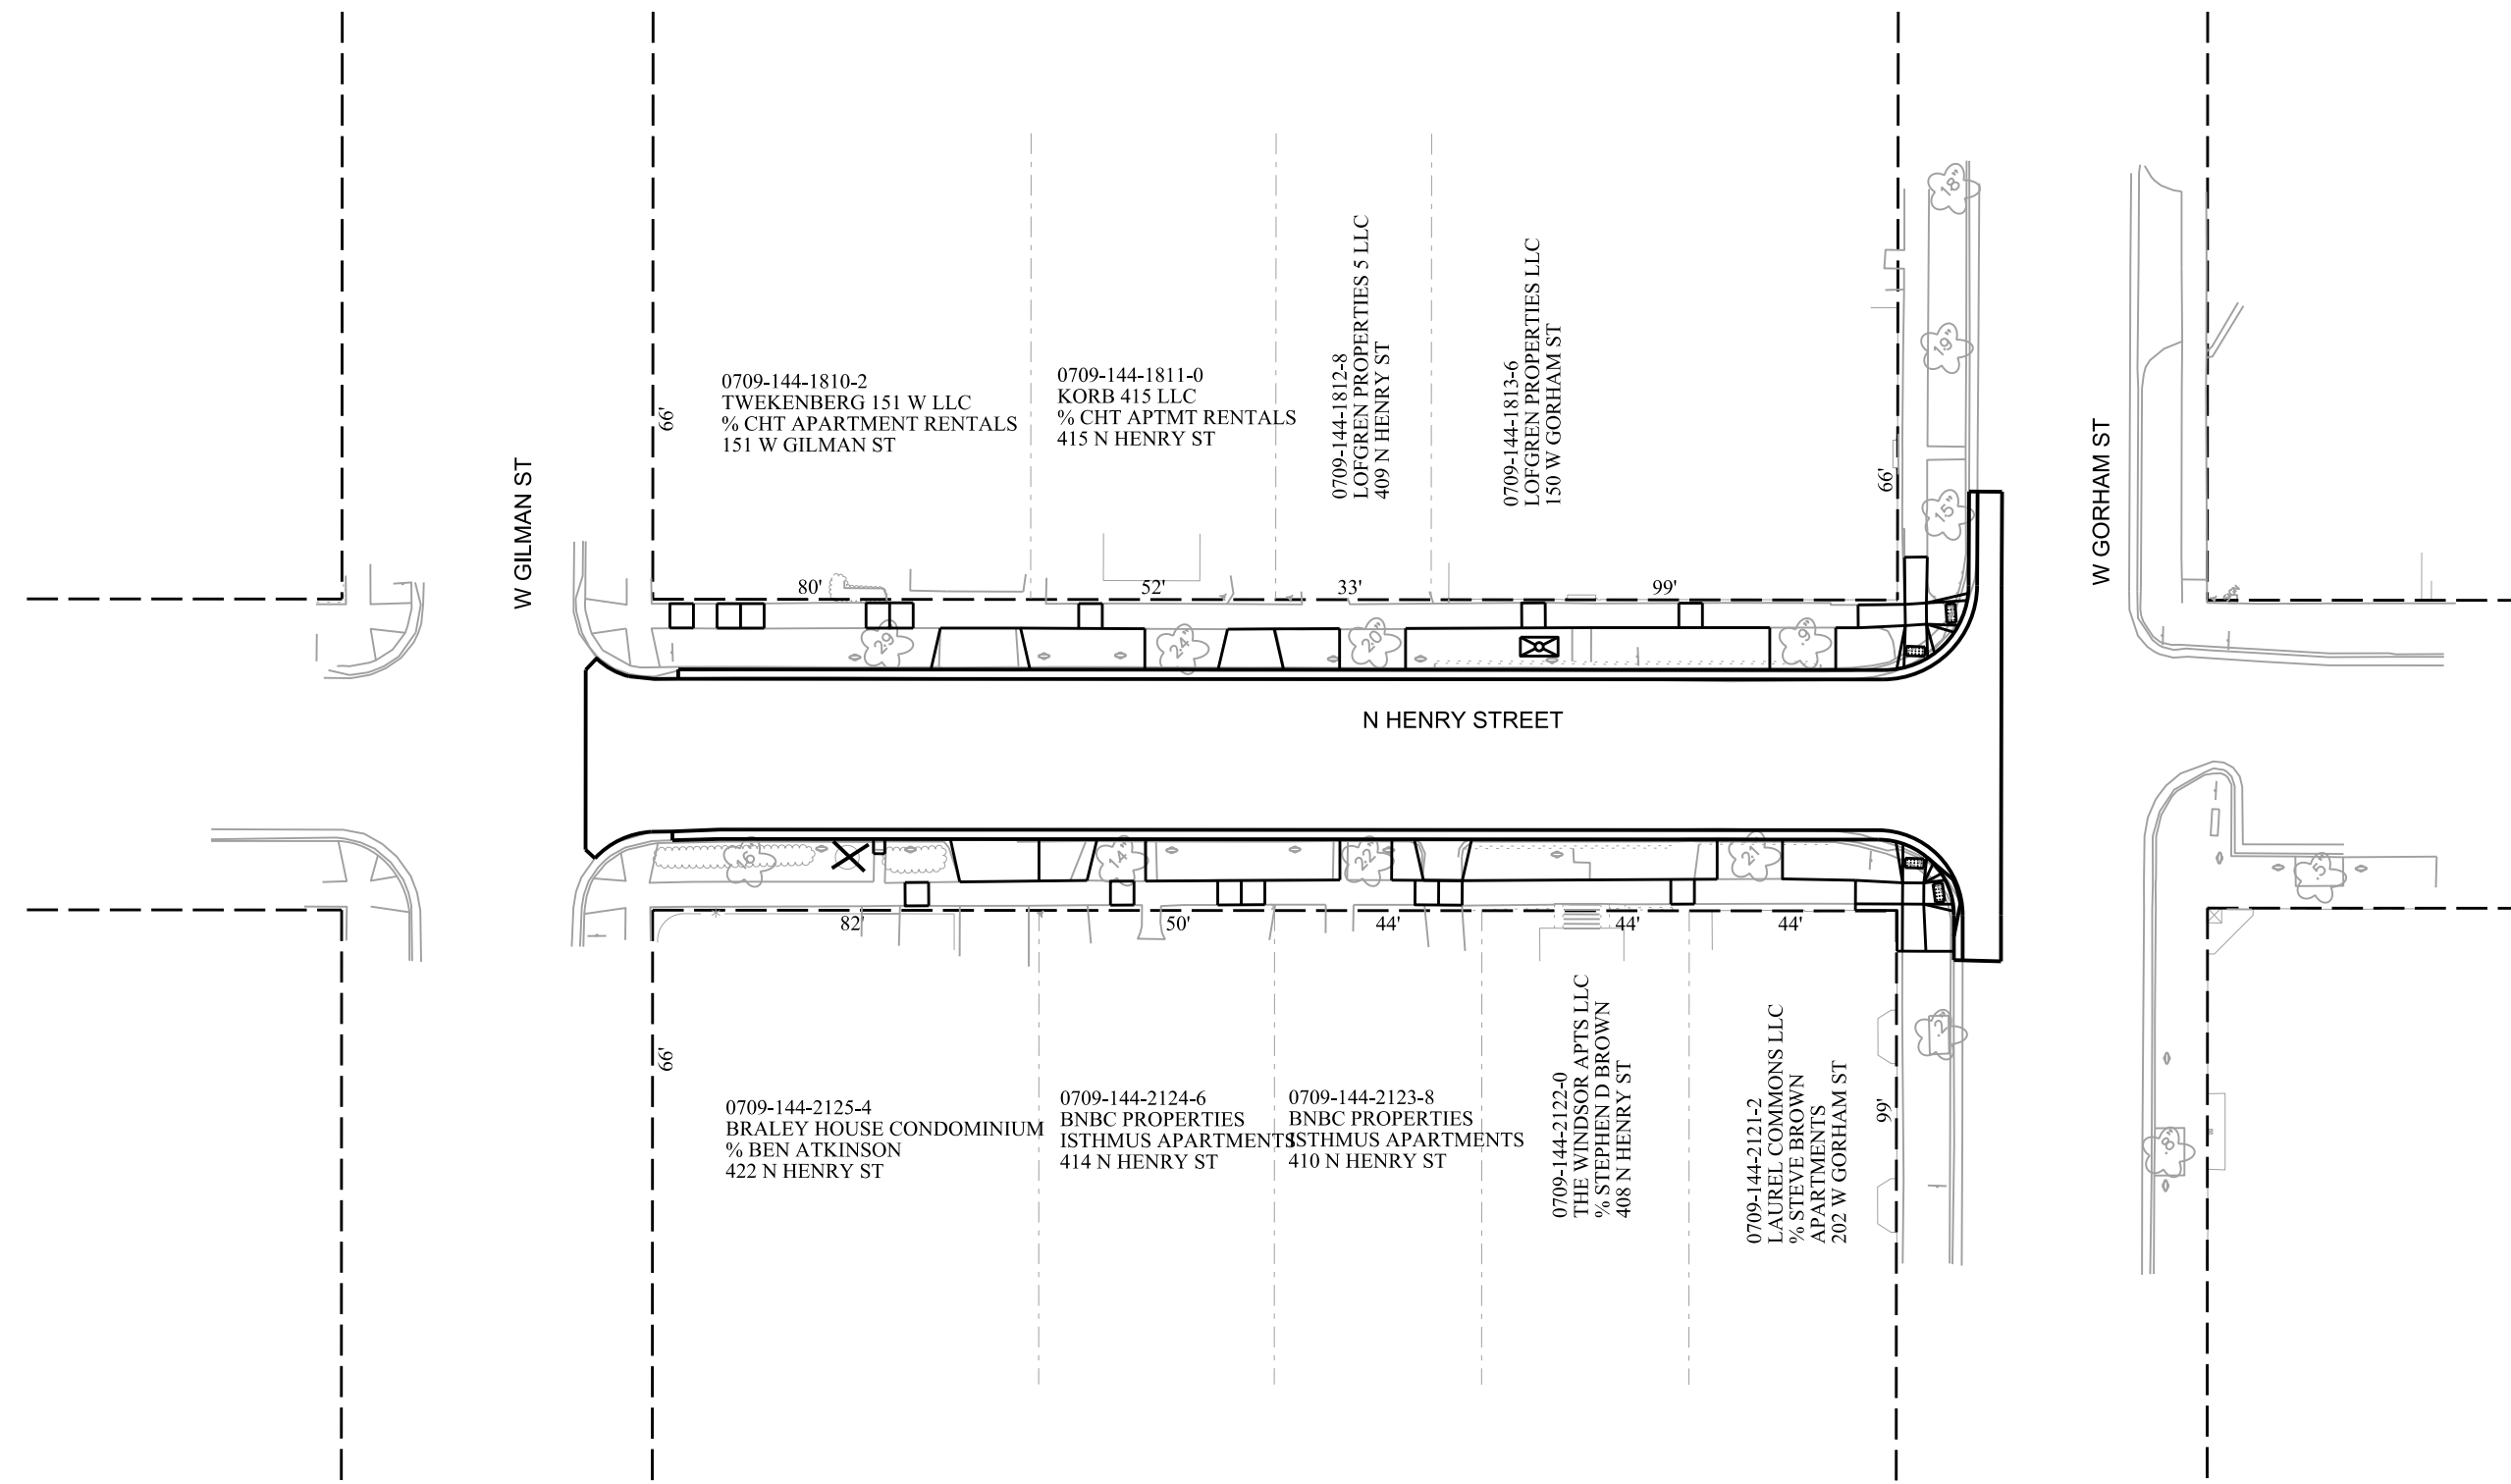 18"
19"
15"
W GILMAN ST
W GORHAM ST
66'
0709-144-1810-2
TWEKENBERG 151 W LLC
% CHT APARTMENT RENTALS
151 W GILMAN ST
0709-144-1811-0
KORB 415 LLC
% CHT APTMT RENTALS
415 N HENRY ST
0709-144-1812-8
LOFGREN PROPERTIES 5 LLC
409 N HENRY ST
0709-144-1813-6
LOFGREN PROPERTIES LLC
150 W GORHAM ST
66'
80'
52'
33'
99'
29"
24"
20"
9"
N HENRY STREET
16"
14"
22"
21"
5"
82'
50'
44'
44'
44'
2"
8"
66'
99'
0709-144-2125-4
BRALEY HOUSE CONDOMINIUM
% BEN ATKINSON
422 N HENRY ST
0709-144-2124-6
BNBC PROPERTIES
ISTHMUS APARTMENTS
414 N HENRY ST
0709-144-2123-8
BNBC PROPERTIES
ISTHMUS APARTMENTS
410 N HENRY ST
0709-144-2122-0
THE WINDSOR APTS LLC
% STEPHEN D BROWN
408 N HENRY ST
0709-144-2121-2
LAUREL COMMONS LLC
% STEVE BROWN
APARTMENTS
202 W GORHAM ST